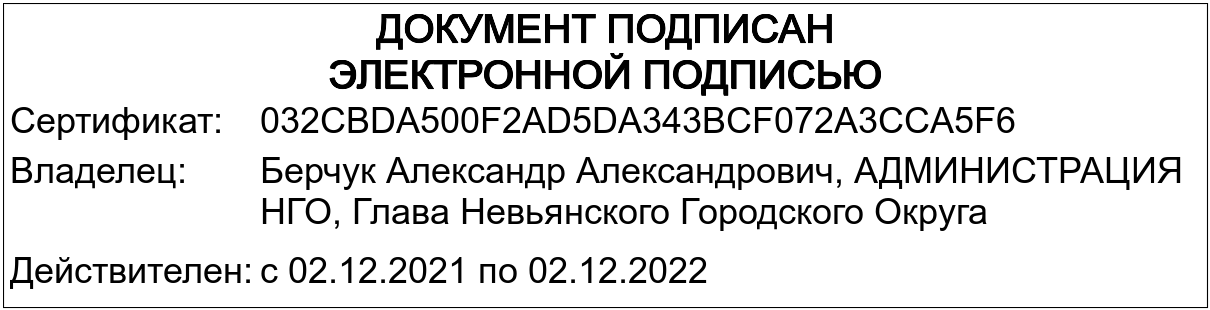 ДОКУМЕНТ ПОДПИСАН
ЭЛЕКТРОННОЙ ПОДПИСЬЮ
Сертификат: 032CBDA500F2AD5DA343BCF072A3CCA5F6
Владелец: Берчук Александр Александрович, АДМИНИСТРАЦИЯ
НГО, Глава Невьянского Городского Округа
Действителен: с 02.12.2021 по 02.12.2022